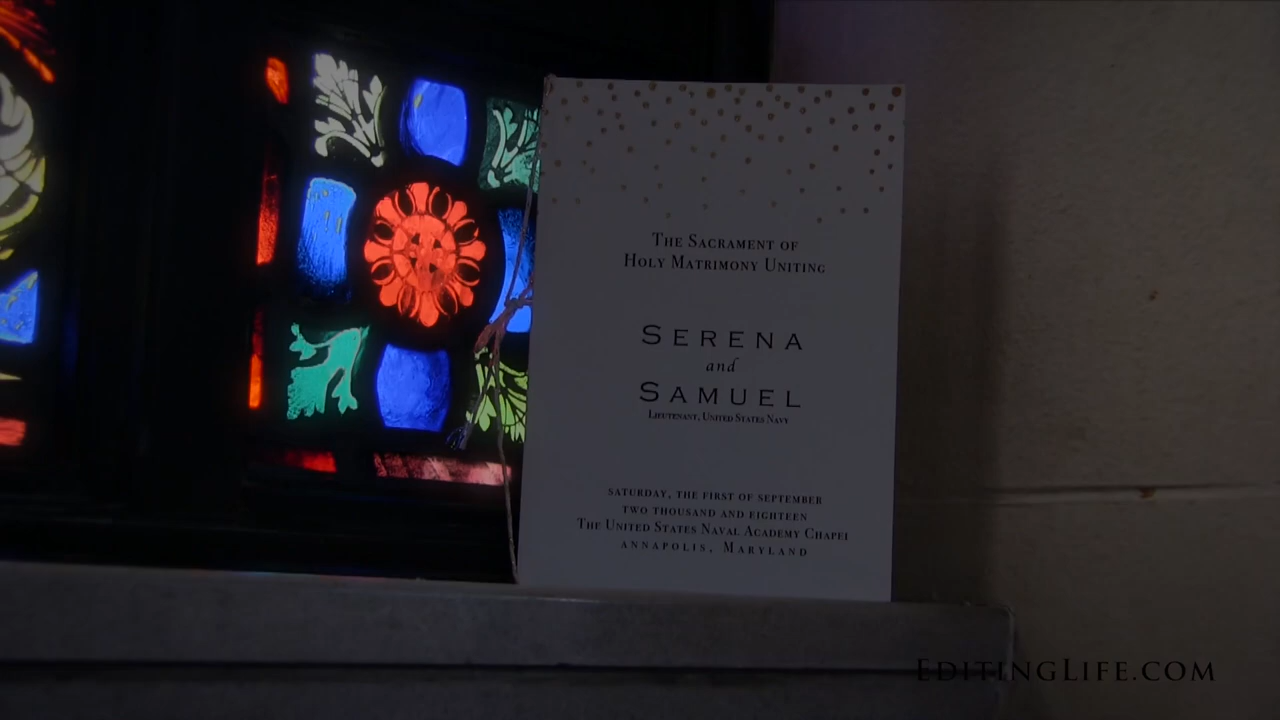 The Sacrament of
Holy Matrimony Uniting
Serena
and
Samuel
Lieutenant, United States Navy
saturday, the first of september
two thousand and eighteen
The United States Naval Academy Chapel
annapolis, Maryland
EditingLife.com